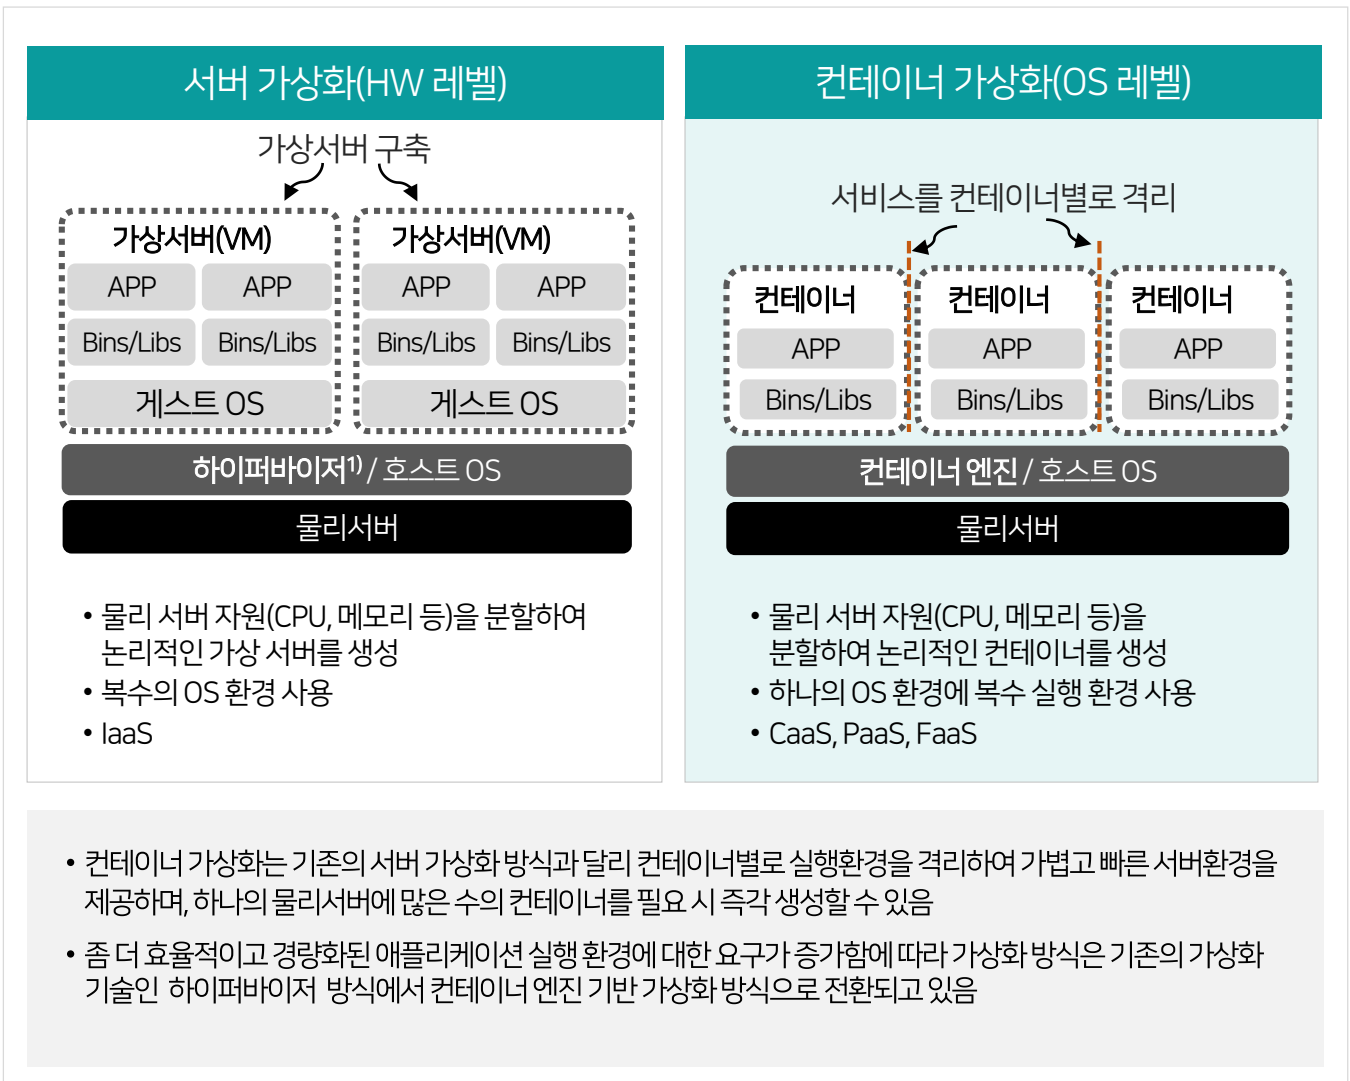 서버 가상화(HW 레벨)
가상서버 구축
가상서버(VM)
가상서버(VM)
APP
APP
APP
APP
Bins/Libs
Bins/Libs
Bins/Libs
Bins/Libs
게스트 OS
게스트 OS
하이퍼바이저¹⁾ / 호스트 OS
물리서버
• 물리 서버 자원(CPU, 메모리 등)을 분할하여
논리적인 가상 서버를 생성
• 복수의 OS 환경 사용
• IaaS
컨테이너 가상화(OS 레벨)
서비스를 컨테이너별로 격리
컨테이너
컨테이너
컨테이너
APP
APP
APP
Bins/Libs
Bins/Libs
Bins/Libs
컨테이너 엔진 / 호스트 OS
물리서버
• 물리 서버 자원(CPU, 메모리 등)을
분할하여 논리적인 컨테이너를 생성
• 하나의 OS 환경에 복수 실행 환경 사용
• CaaS, PaaS, FaaS
• 컨테이너 가상화는 기존의 서버 가상화 방식과 달리 컨테이너별로 실행환경을 격리하여 가볍고 빠른 서버환경을
제공하며, 하나의 물리서버에 많은 수의 컨테이너를 필요 시 즉각 생성할 수 있음
• 좀 더 효율적이고 경량화된 애플리케이션 실행 환경에 대한 요구가 증가함에 따라 가상화 방식은 기존의 가상화
기술인 하이퍼바이저 방식에서 컨테이너 엔진 기반 가상화 방식으로 전환되고 있음